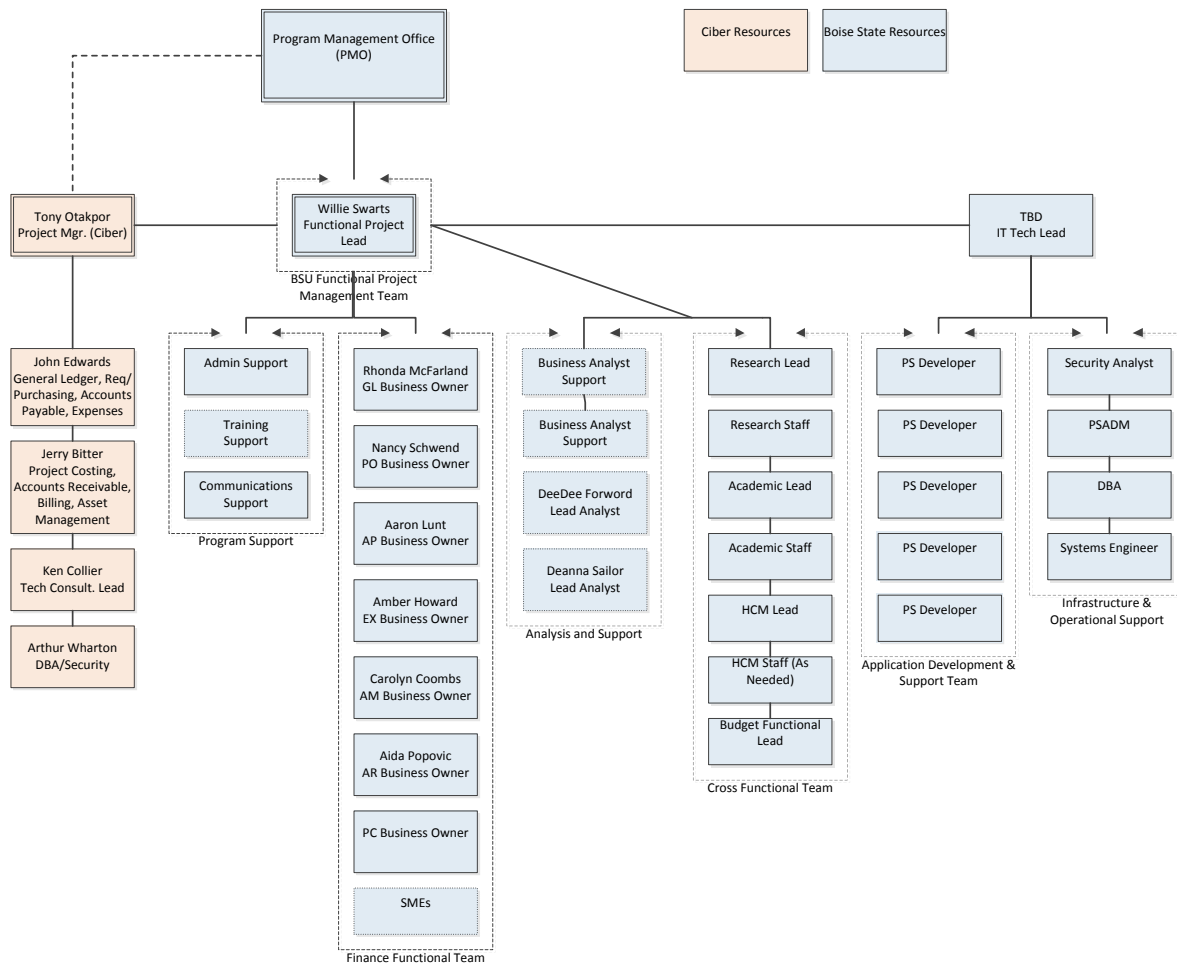 Program Management Office
(PMO)
Ciber Resources
Boise State Resources
Tony Otakpor
Project Mgr. (Ciber)
Willie Swarts
Functional Project
Lead
BSU Functional Project
Management Team
TBD
IT Tech Lead
John Edwards
General Ledger, Req/
Purchasing, Accounts
Payable, Expenses
Jerry Bitter
Project Costing,
Accounts Receivable,
Billing, Asset
Management
Ken Collier
Tech Consult. Lead
Arthur Wharton
DBA/Security
Admin Support
Training
Support
Communications
Support
Program Support
Rhonda McFarland
GL Business Owner
Nancy Schwend
PO Business Owner
Aaron Lunt
AP Business Owner
Amber Howard
EX Business Owner
Carolyn Coombs
AM Business Owner
Aida Popovic
AR Business Owner
PC Business Owner
SMEs
Finance Functional Team
Business Analyst
Support
Business Analyst
Support
DeeDee Forword
Lead Analyst
Deanna Sailor
Lead Analyst
Analysis and Support
Research Lead
Research Staff
Academic Lead
Academic Staff
HCM Lead
HCM Staff (As
Needed)
Budget Functional
Lead
Cross Functional Team
PS Developer
PS Developer
PS Developer
PS Developer
PS Developer
Application Development &
Support Team
Security Analyst
PSADM
DBA
Systems Engineer
Infrastructure &
Operational Support